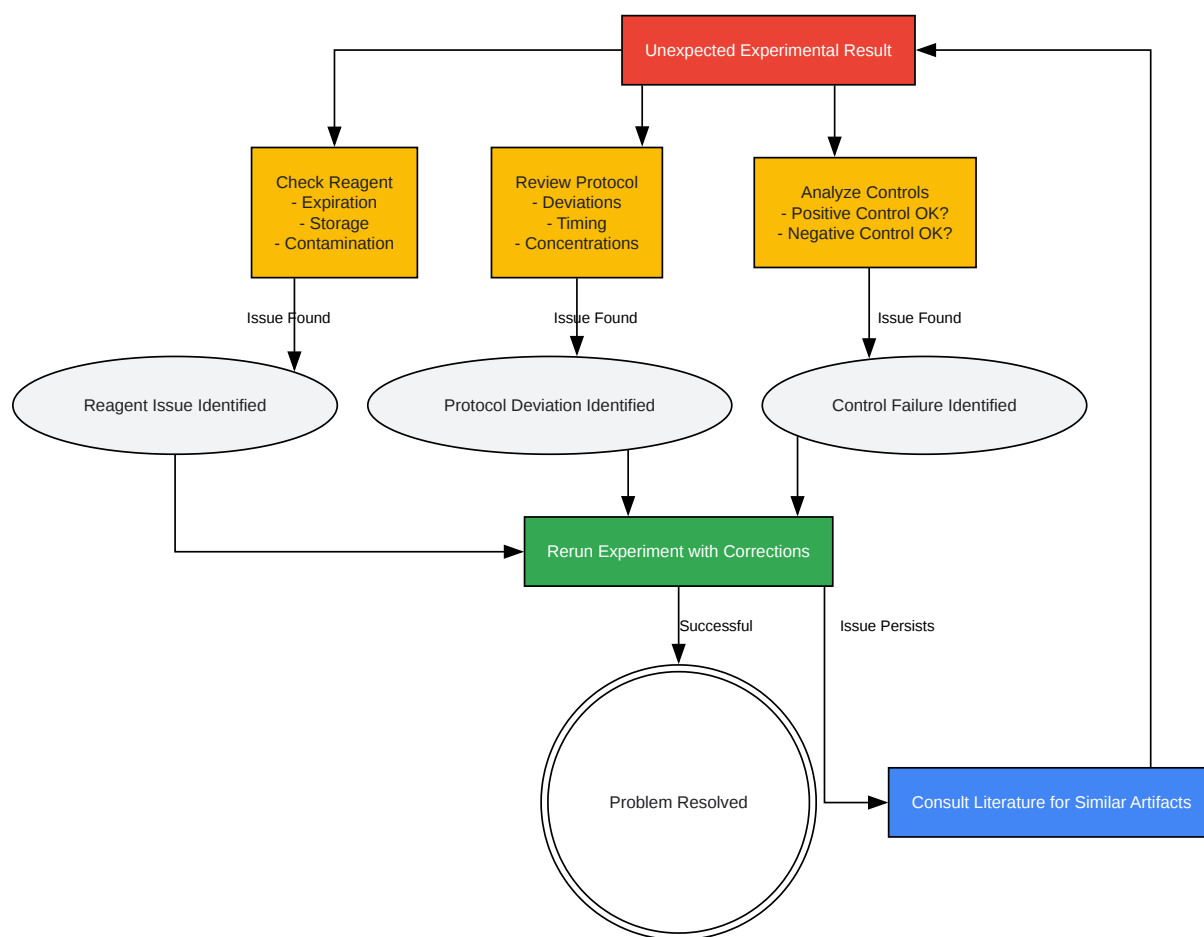 Unexpected Experimental Result
Check Reagent
- Expiration
- Storage
- Contamination
Review Protocol
- Deviations
- Timing
- Concentrations
Analyze Controls
- Positive Control OK?
- Negative Control OK?
Issue Found
Issue Found
Issue Found
Reagent Issue Identified
Protocol Deviation Identified
Control Failure Identified
Rerun Experiment with Corrections
Successful
Issue Persists
Problem Resolved
Consult Literature for Similar Artifacts